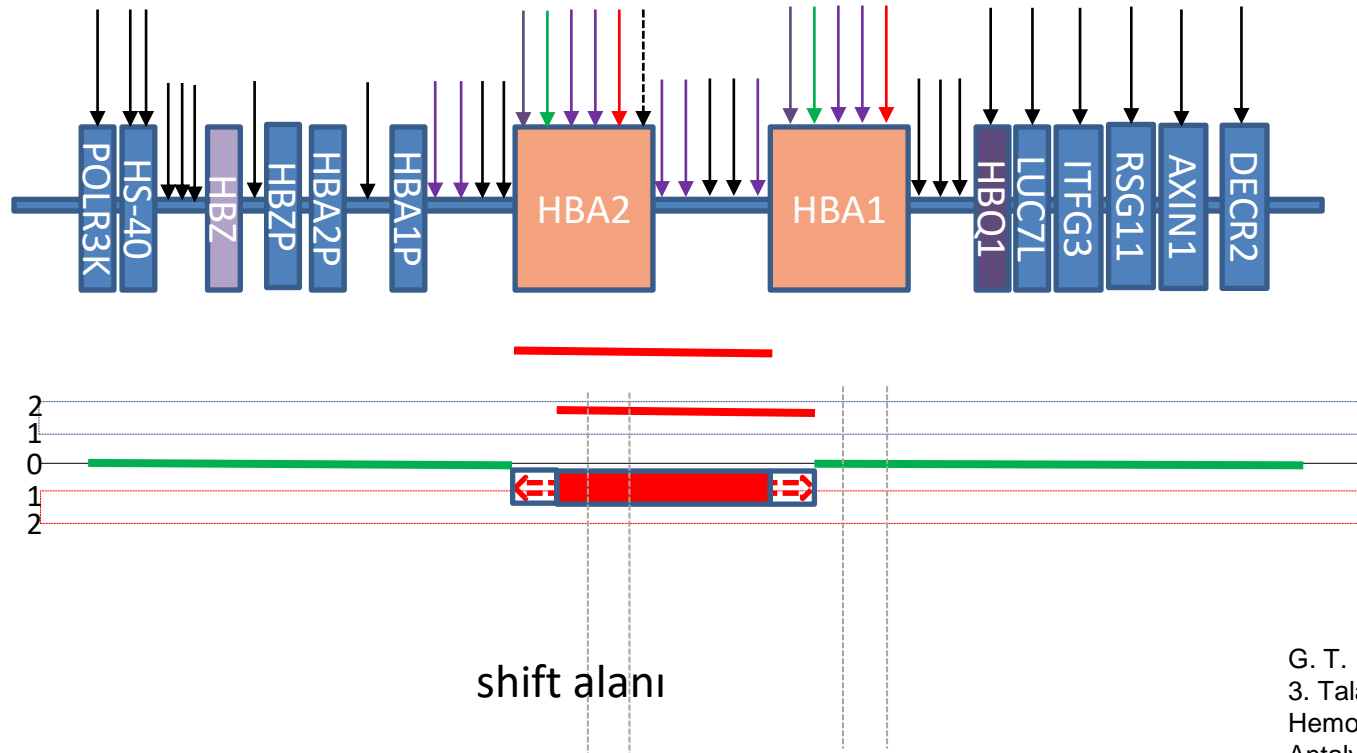 POLR3K
HS-40
HBZ
HBZP
HBA2P
HBA1P
HBA2
HBA1
HBQ1
LUC7L
ITFG3
RSG11
AXIN1
DECR2
2
1
0
1
2
shift alanı
G. T.
3.